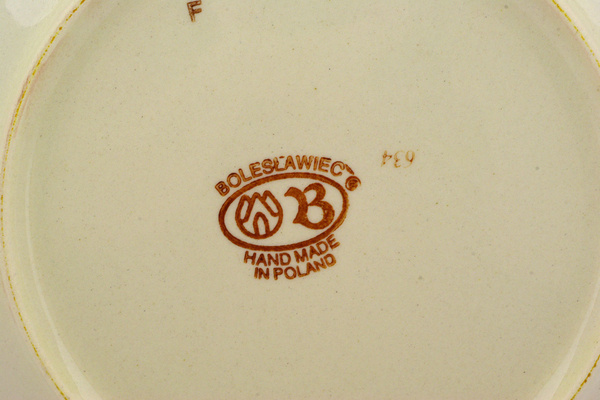 F
BOLESŁAWIEC®
634
B
HAND MADE
IN POLAND